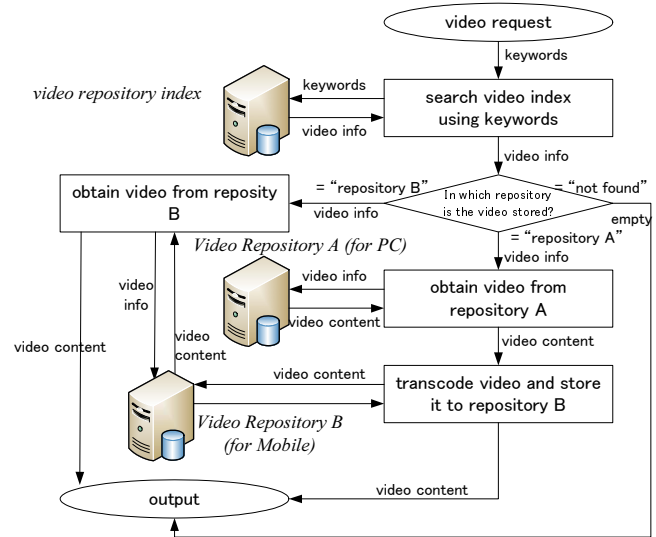 video request
keywords
video repository index
keywords
video info
search video index
using keywords
video info
obtain video from reposity
B
= "repository B"
video info
In which repository
is the video stored?
= "not found"
empty
= "repository A"
video info
Video Repository A (for PC)
video info
video content
obtain video from
repository A
video
info
video
content
video content
video content
video content
transcode video and store
it to repository B
Video Repository B
(for Mobile)
video content
output